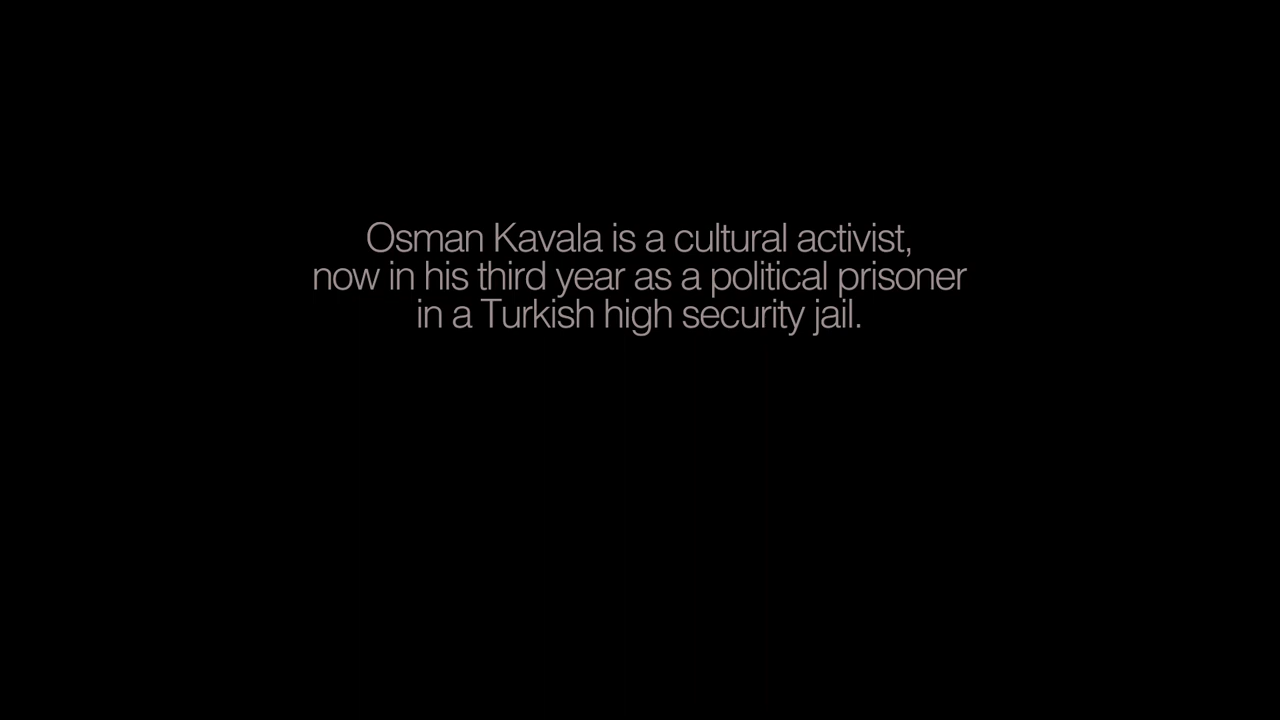 Osman Kavala is a cultural activist,
now in his third year as a political prisoner
in a Turkish high security jail.